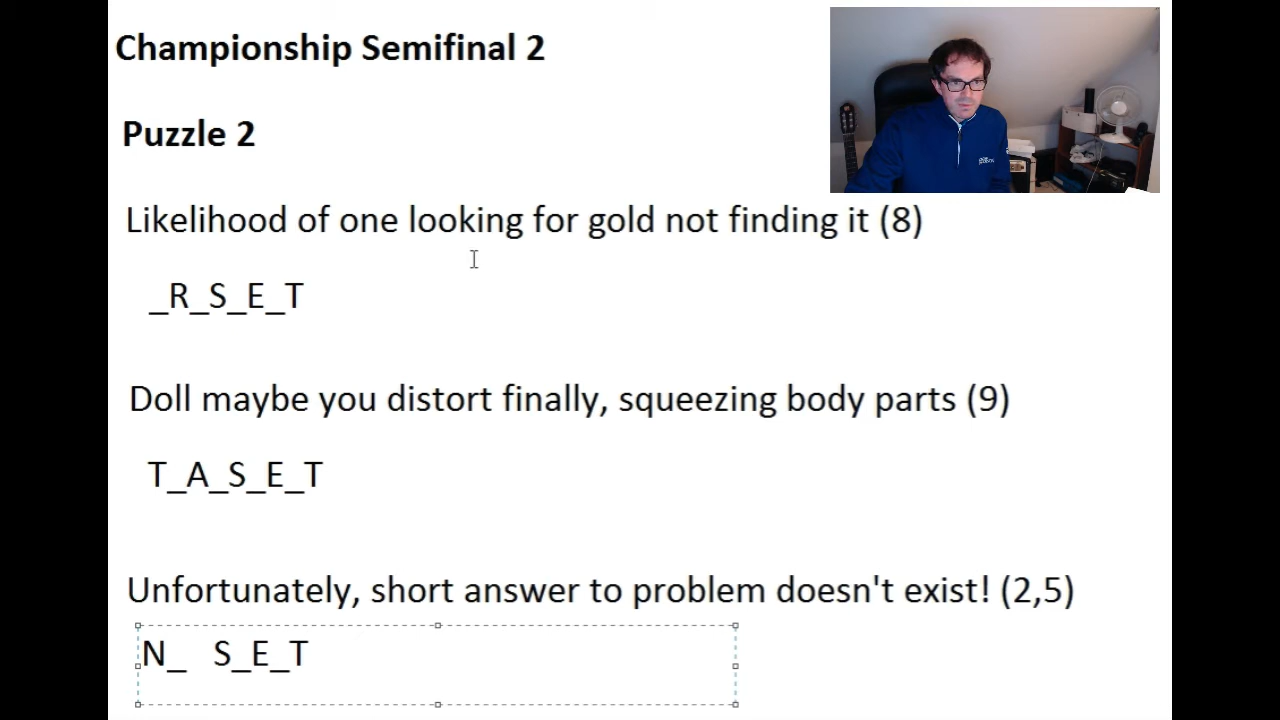 Championship Semifinal 2
Puzzle 2
Likelihood of one looking for gold not finding it (8)
_R_S_E_T
Doll maybe you distort finally, squeezing body parts (9)
T_A_S_E_T
Unfortunately, short answer to problem doesn't exist! (2,5)
N_ S_E_T